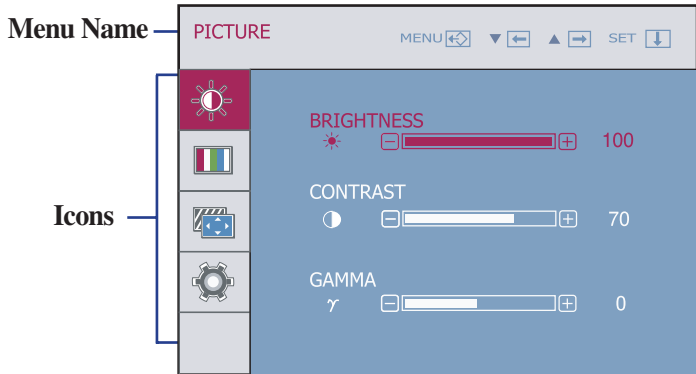 Menu Name
PICTURE
MENU ▼ ▲ SET
Icons
BRIGHTNESS
100
CONTRAST
70
GAMMA
γ 0